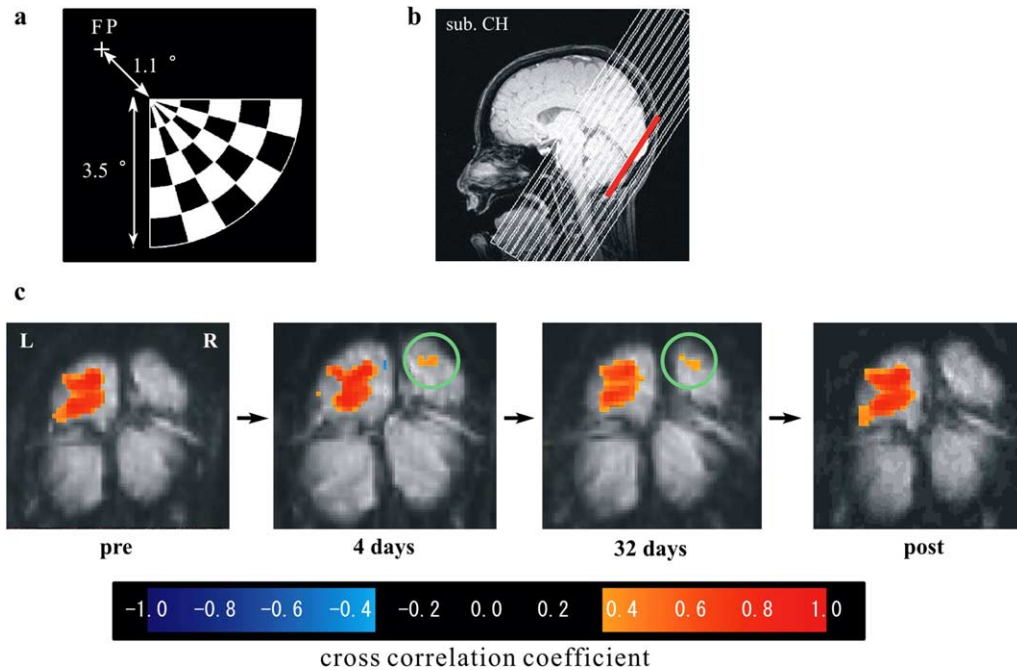 a
FP
1.1 °
3.5 °
b
sub. CH
c
L R
pre
4 days
32 days
post
-1.0 -0.8 -0.6 -0.4 -0.2 0.0 0.2 0.4 0.6 0.8 1.0
cross correlation coefficient